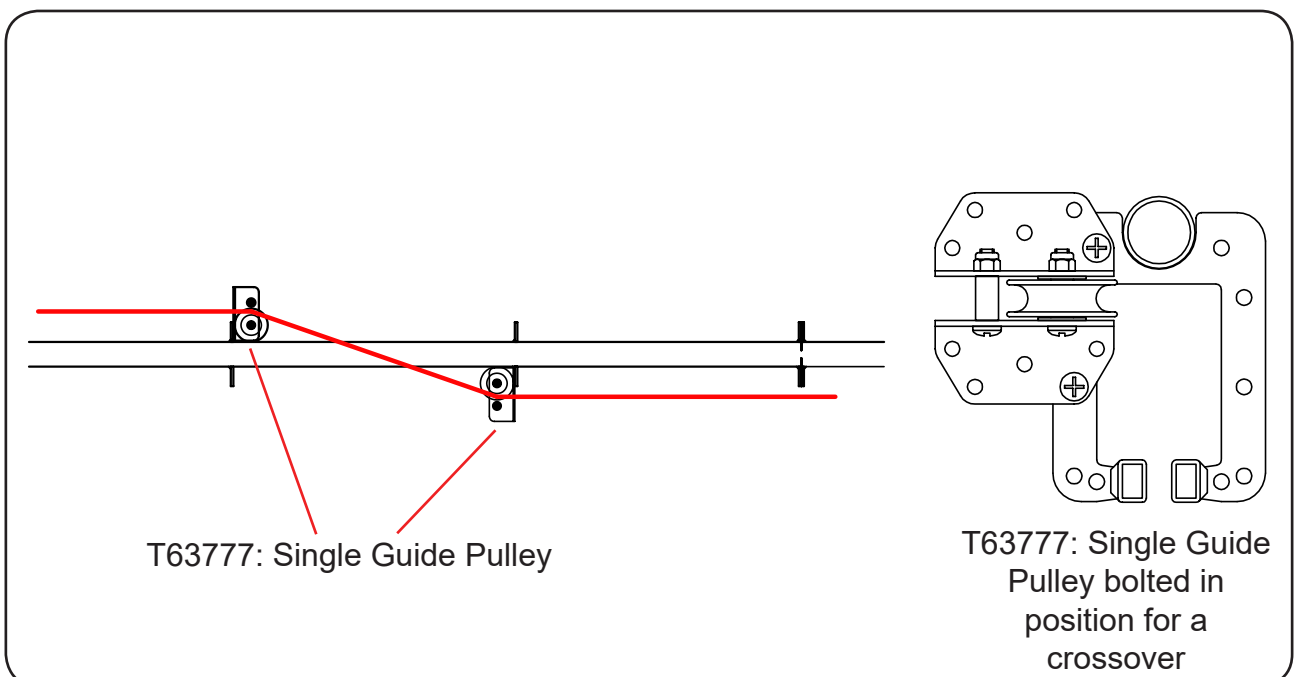 T63777: Single Guide Pulley
T63777: Single Guide
Pulley bolted in
position for a
crossover